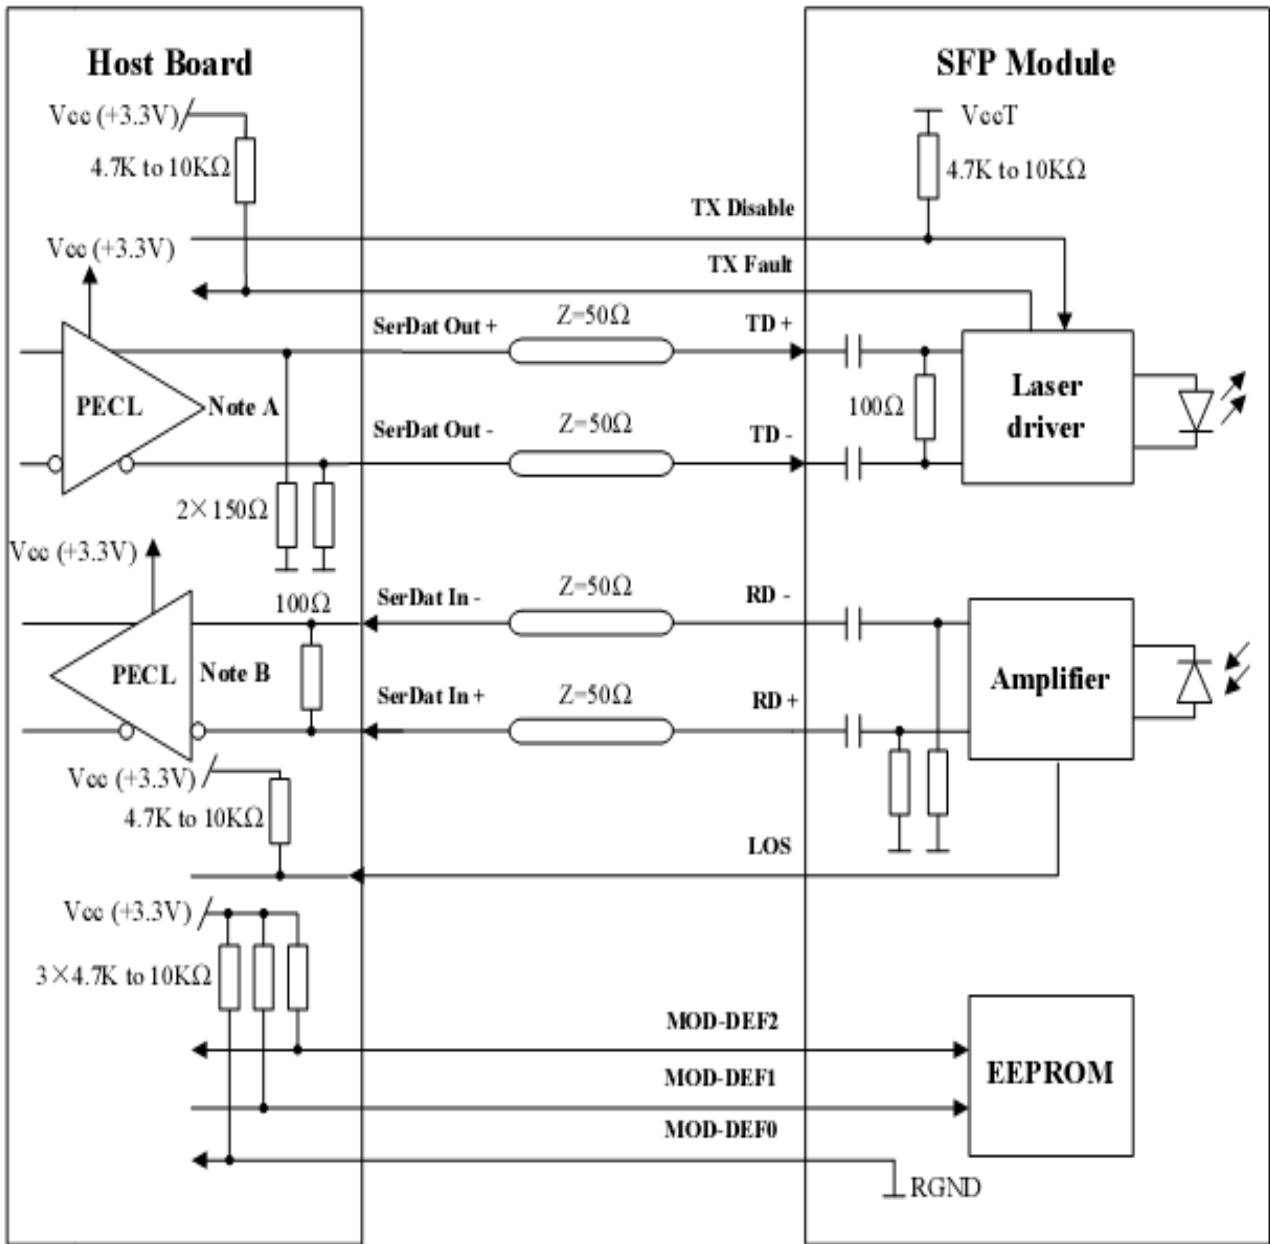 Host Board
SFP Module
Vcc (+3.3V)
VccT
4.7K to 10KΩ
4.7K to 10KΩ
TX Disable
Vcc (+3.3V)
TX Fault
SerDat Out +
Z=50Ω
TD +
PECL
Note A
100Ω
Laser
driver
SerDat Out -
Z=50Ω
TD -
2×150Ω
Vcc (+3.3V)
100Ω
SerDat In -
Z=50Ω
RD -
PECL
Note B
SerDat In +
Z=50Ω
RD +
Amplifier
Vcc (+3.3V)
4.7K to 10KΩ
LOS
Vcc (+3.3V)
3×4.7K to 10KΩ
MOD-DEF2
MOD-DEF1
EEPROM
MOD-DEF0
RGND